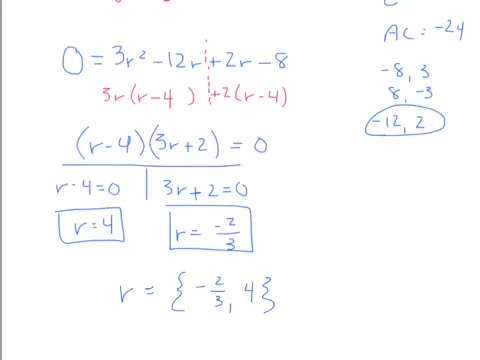 0 = 3r² - 12r + 2r - 8
3r(r-4) + 2(r-4)
(r-4)(3r+2) = 0
r-4=0 | 3r+2=0
r=4 r = -2/3
r = {-2/3, 4}
AC = -24
-8, 3
8, -3
-12, 2